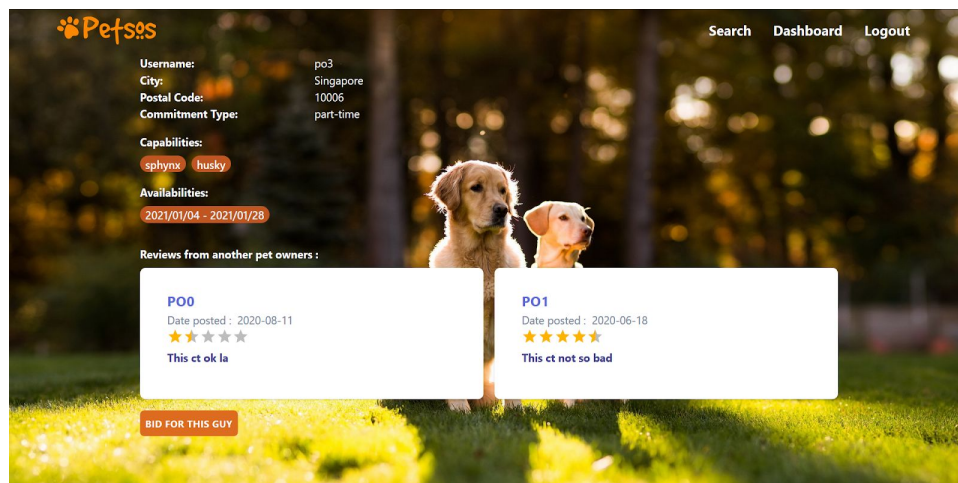 Petsos
Search Dashboard Logout
Username: po3
City: Singapore
Postal Code: 10006
Commitment Type: part-time
Capabilities:
sphynx husky
Availabilities:
2021/01/04 - 2021/01/28
Reviews from another pet owners :
PO0
Date posted : 2020-08-11
This ct ok la
PO1
Date posted : 2020-06-18
This ct not so bad
BID FOR THIS GUY